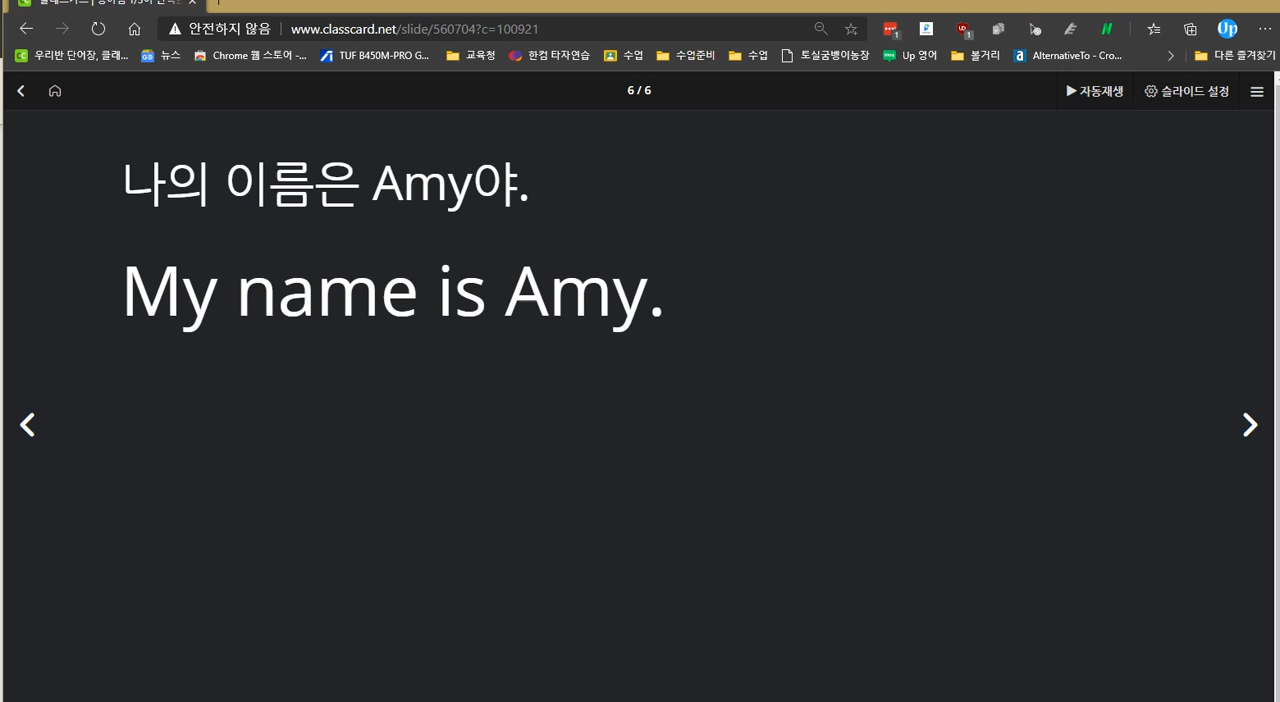 안전하지 않음 www.classcard.net/slide/560704?c=100921
우리반 단어장, 클래... 뉴스 Chrome 웹 스토어 -... TUF B450M-PRO G... 교육청 한컴 타자연습 수업 수업준비 수집 토실굼벵이농장 Up 영어 볼거리 AlternativeTo - Cro... 다른 즐겨찾기
6 / 6 자동재생 슬라이드 설정
나의 이름은 Amy야.
My name is Amy.